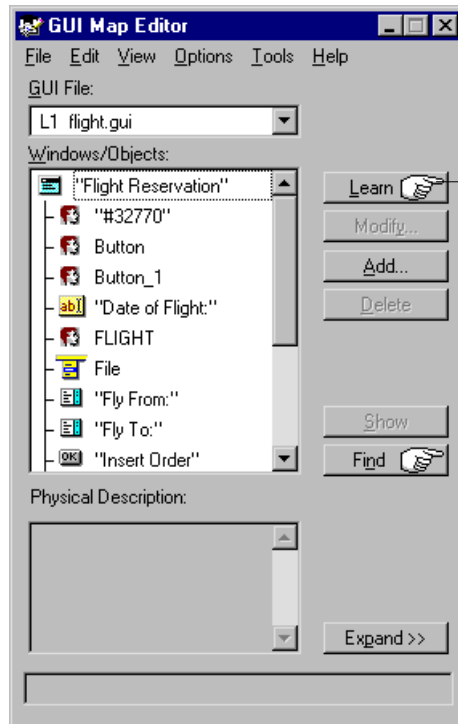 GUI Map Editor
File Edit View Options Tools Help
GUI File:
L1 flight.gui
Windows/Objects:
"Flight Reservation"
"#32770"
Button
Button_1
ab "Date of Flight:"
FLIGHT
File
"Fly From:"
"Fly To:"
OK "Insert Order"
Learn
Modify...
Add...
Delete
Show
Find
Physical Description:
Expand >>